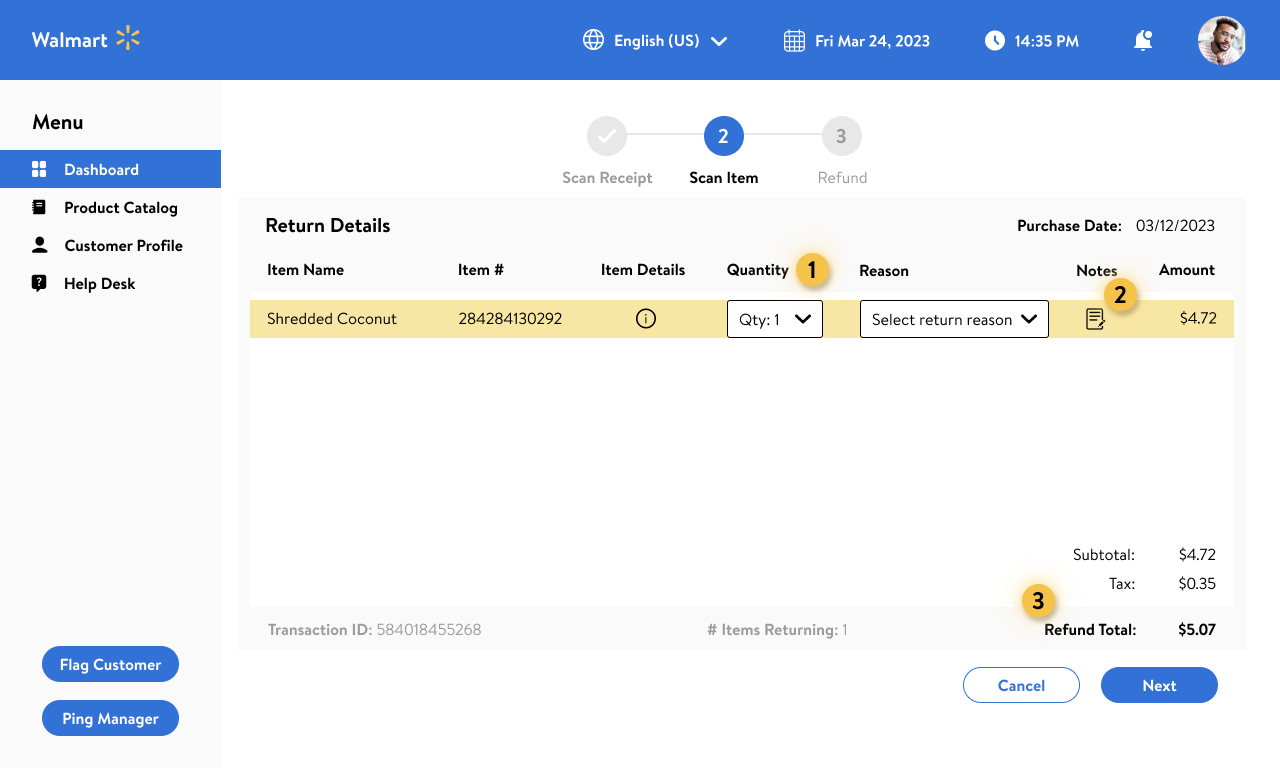 Walmart
English (US)
Fri Mar 24, 2023
14:35 PM
Menu
Dashboard
Product Catalog
Customer Profile
Help Desk
Flag Customer
Ping Manager
2 3
Scan Receipt Scan Item Refund
Return Details Purchase Date: 03/12/2023
Item Name Item # Item Details Quantity 1 Reason Notes Amount
2
Shredded Coconut 284284130292 Qty: 1 Select return reason $4.72
Subtotal: $4.72
Tax: $0.35
3
Transaction ID: 584018455268 # Items Returning: 1 Refund Total: $5.07
Cancel Next